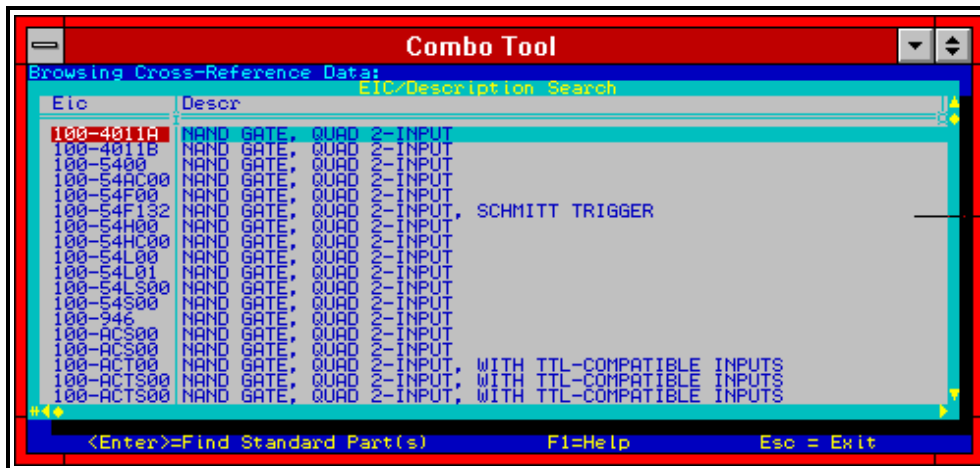 Combo Tool
Browsing Cross-Reference Data:
EIC/Description Search
Eic Descr
100-4011A NAND GATE, QUAD 2-INPUT
100-4011B NAND GATE, QUAD 2-INPUT
100-5400 NAND GATE, QUAD 2-INPUT
100-54AC00 NAND GATE, QUAD 2-INPUT
100-54F00 NAND GATE, QUAD 2-INPUT
100-54F132 NAND GATE, QUAD 2-INPUT, SCHMITT TRIGGER
100-54H00 NAND GATE, QUAD 2-INPUT
100-54HC00 NAND GATE, QUAD 2-INPUT
100-54L00 NAND GATE, QUAD 2-INPUT
100-54L01 NAND GATE, QUAD 2-INPUT
100-54LS00 NAND GATE, QUAD 2-INPUT
100-54S00 NAND GATE, QUAD 2-INPUT
100-946 NAND GATE, QUAD 2-INPUT
100-ACS00 NAND GATE, QUAD 2-INPUT
100-ACS00 NAND GATE, QUAD 2-INPUT
100-ACT00 NAND GATE, QUAD 2-INPUT, WITH TTL-COMPATIBLE INPUTS
100-ACTS00 NAND GATE, QUAD 2-INPUT, WITH TTL-COMPATIBLE INPUTS
100-ACTS00 NAND GATE, QUAD 2-INPUT, WITH TTL-COMPATIBLE INPUTS
<Enter>=Find Standard Part(s) F1=Help Esc = Exit